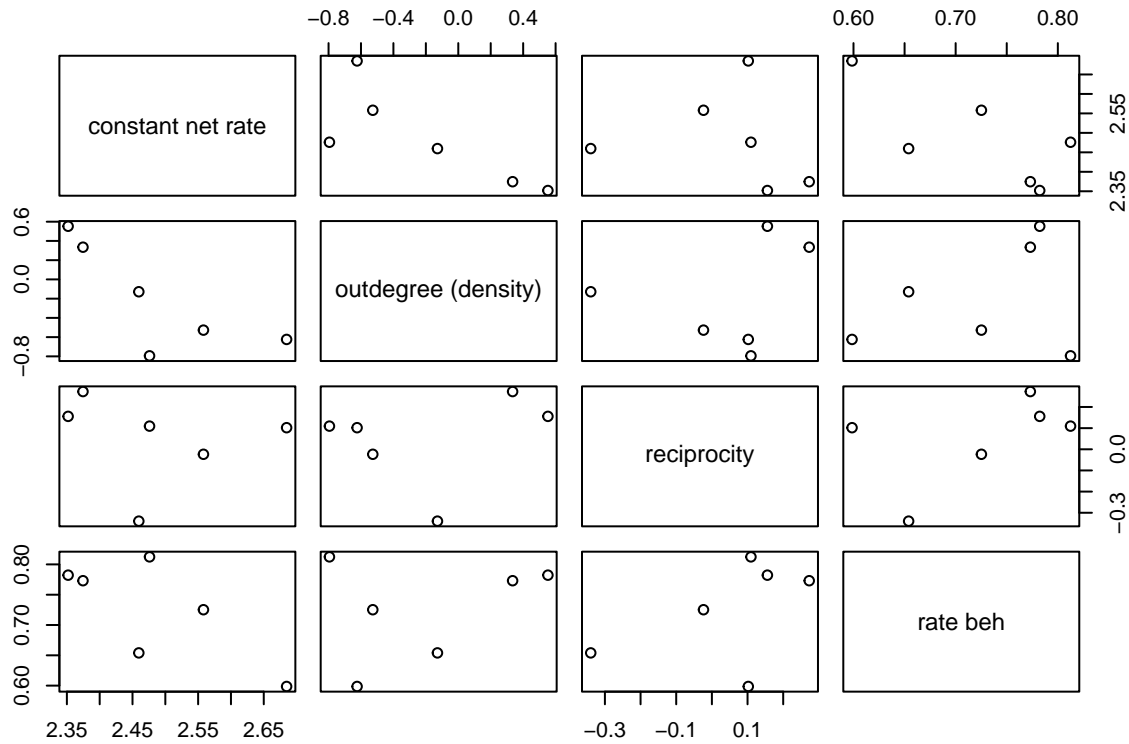 −0.8 −0.4 0.0 0.4
0.60 0.70 0.80
constant net rate
2.35 2.55
−0.8 0.0 0.6
outdegree (density)
reciprocity
−0.3 0.0
0.60 0.70 0.80
rate beh
2.35 2.45 2.55 2.65
−0.3 −0.1 0.1